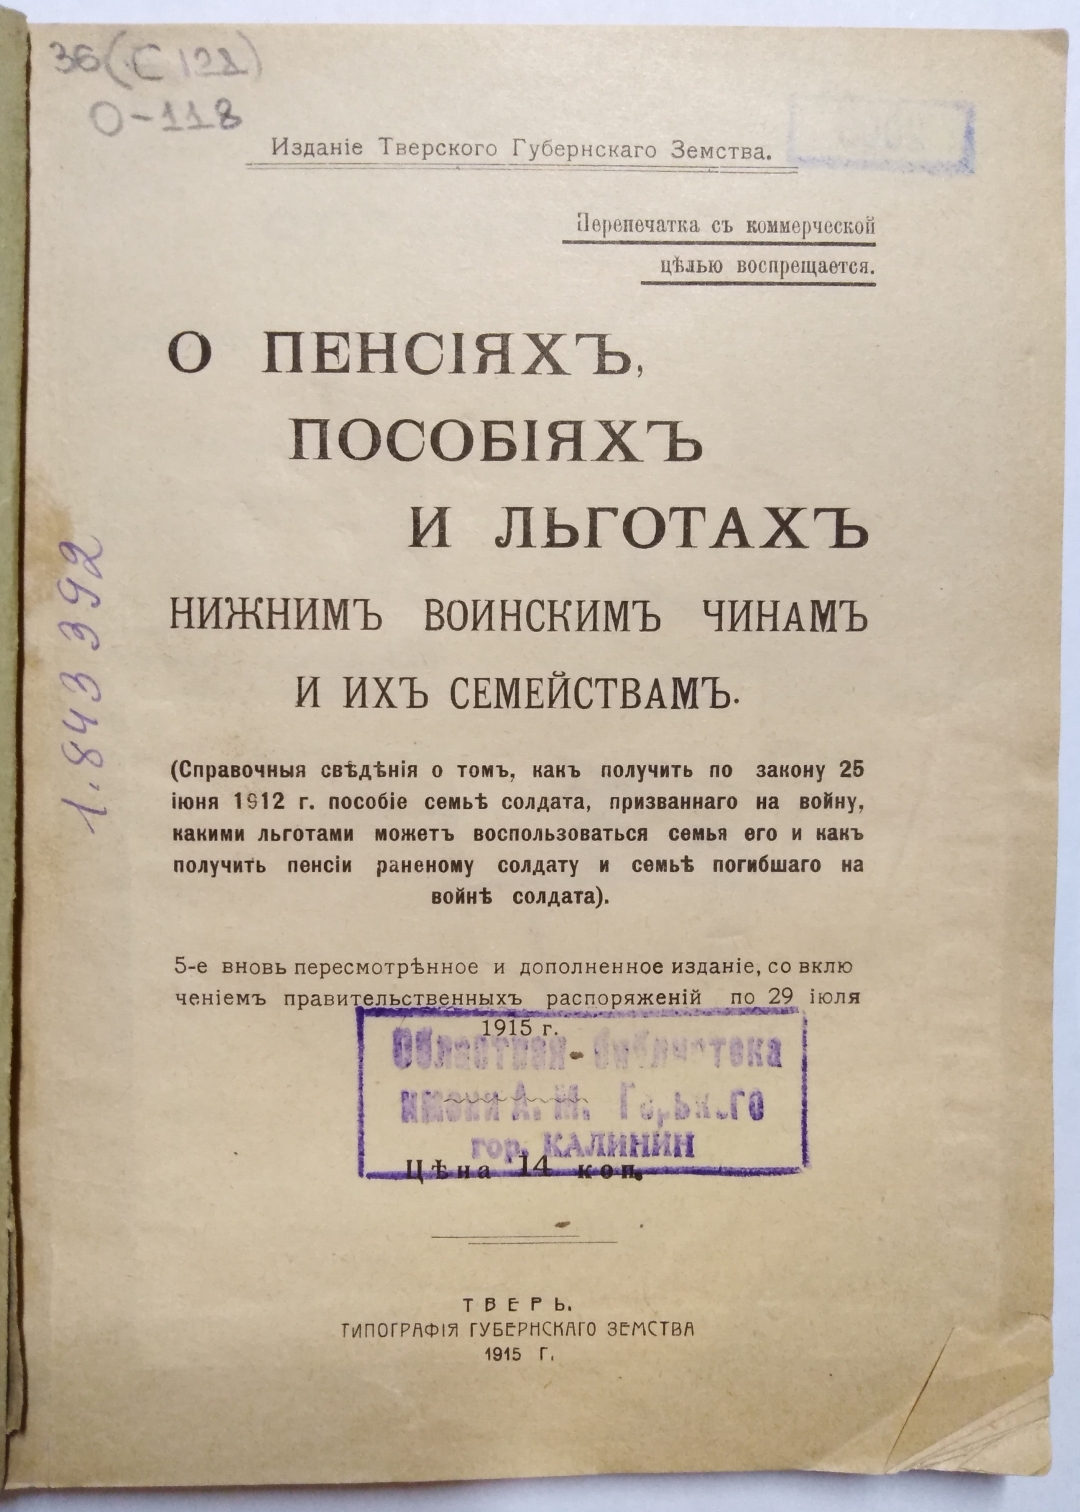 36(С128)
О-118
Изданіе Тверского Губернскаго Земства.
Перепечатка съ коммерческой
цѣлью воспрещается.
О ПЕНСІЯХЪ,
ПОСОБІЯХЪ
И ЛЬГОТАХЪ
НИЖНИМЪ ВОИНСКИМЪ ЧИНАМЪ
И ИХЪ СЕМЕЙСТВАМЪ.
(Справочныя свѣдѣнія о томъ, какъ получить по закону 25
іюня 1912 г. пособіе семьѣ солдата, призваннаго на войну,
какими льготами можетъ воспользоваться семья его и какъ
получить пенсіи раненому солдату и семьѣ погибшаго на
войнѣ солдата).
5-е вновь пересмотрѣнное и дополненное изданіе, со вклю
ченіемъ правительственныхъ распоряженій по 29 іюля
1915 г.
Областная библиотека
имени А. М. Горького
гор. КАЛИНИН
Цѣна 14 коп.
ТВЕРЬ.
ТИПОГРАФІЯ ГУБЕРНСКАГО ЗЕМСТВА
1915 Г.
1.843392